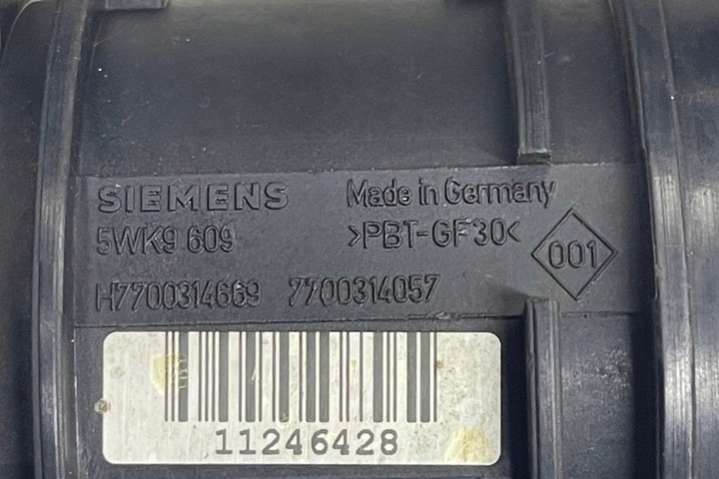 SIEMENS Made in Germany
5WK9 609 >PBT-GF30<
001
H7700314669 7700314057
11246428